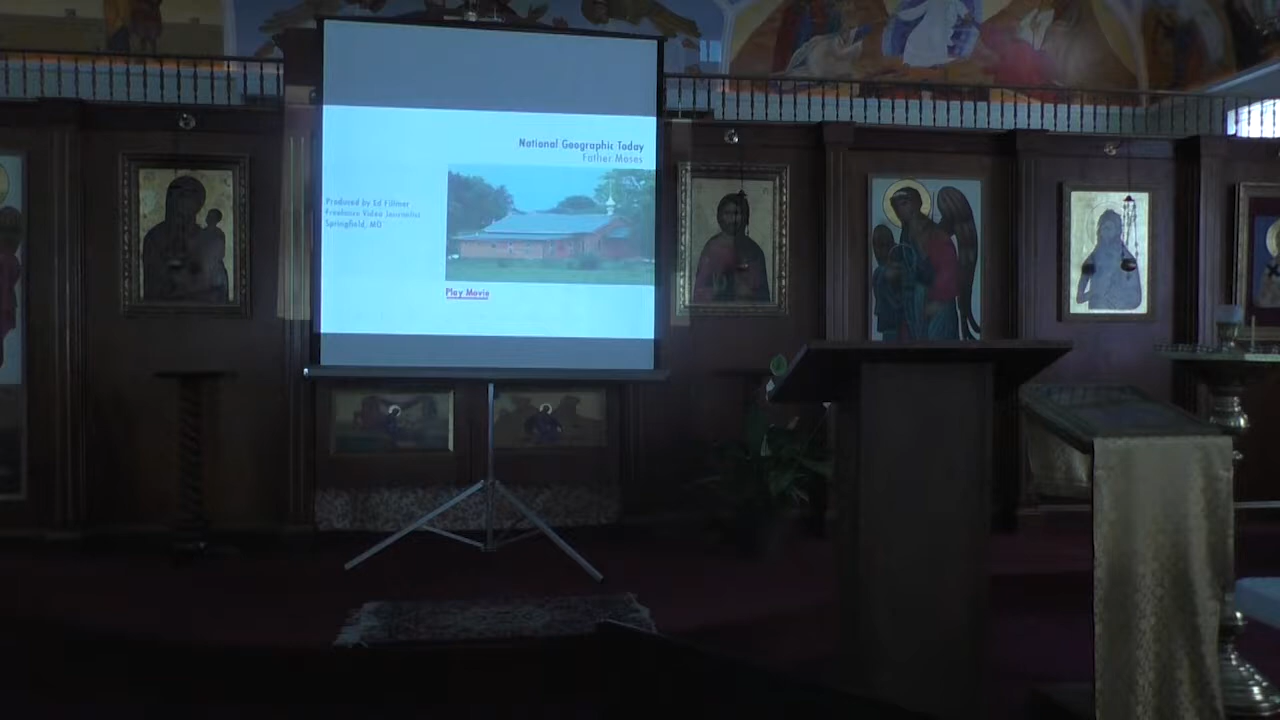 National Geographic Today
Father Moses
Produced by Ed Fillmer
Freelance Video Journalist
Springfield, MO
Play Movie